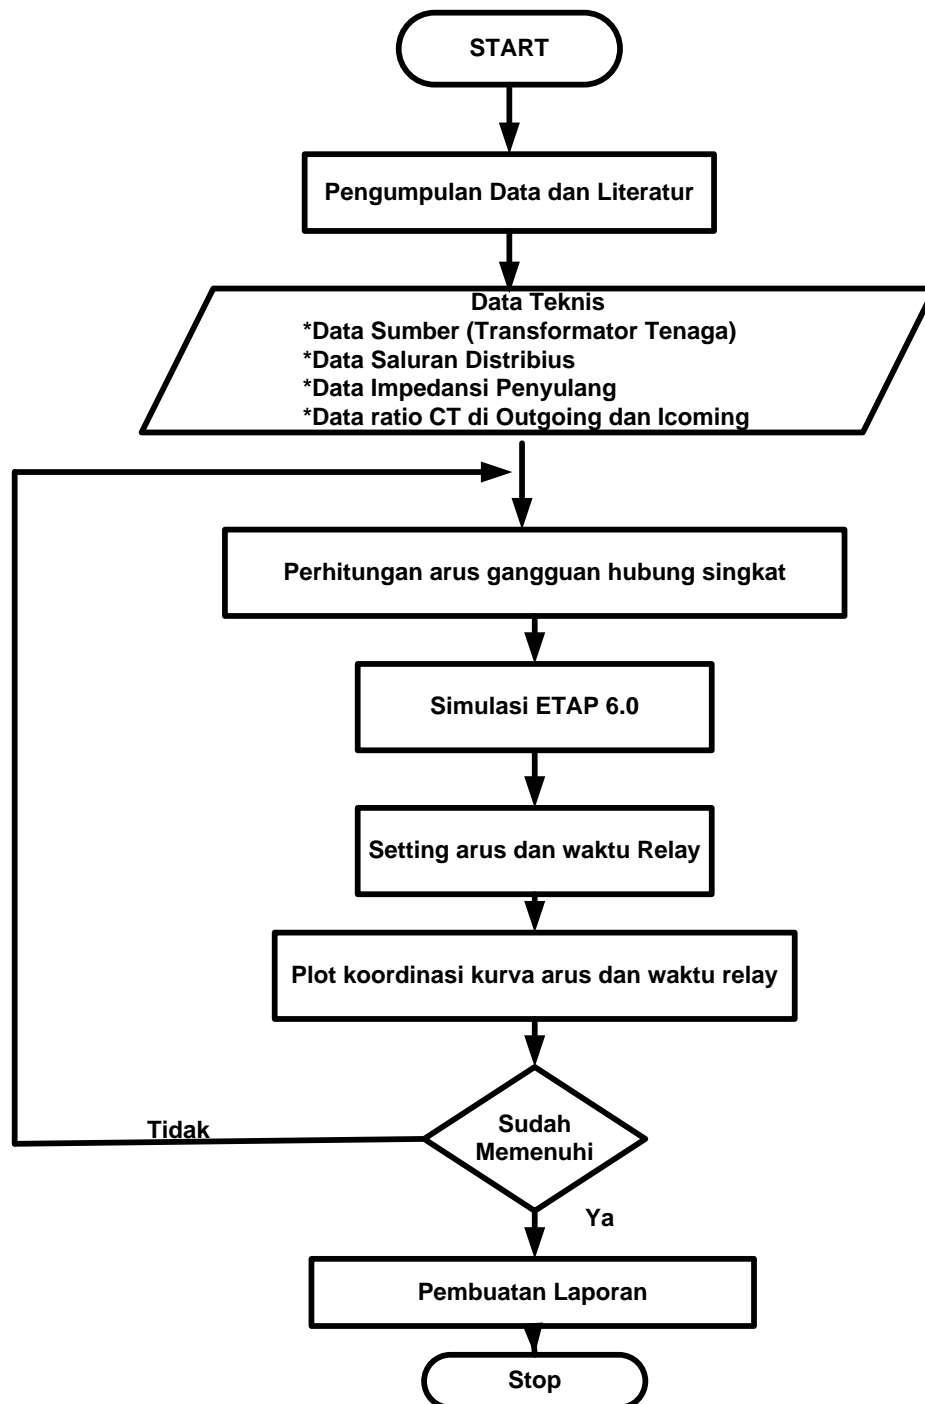 START
Pengumpulan Data dan Literatur
Data Teknis
*Data Sumber (Transformator Tenaga)
*Data Saluran Distribius
*Data Impedansi Penyulang
*Data ratio CT di Outgoing dan Icoming
Perhitungan arus gangguan hubung singkat
Simulasi ETAP 6.0
Setting arus dan waktu Relay
Plot koordinasi kurva arus dan waktu relay
Sudah
Memenuhi
Tidak
Ya
Pembuatan Laporan
Stop